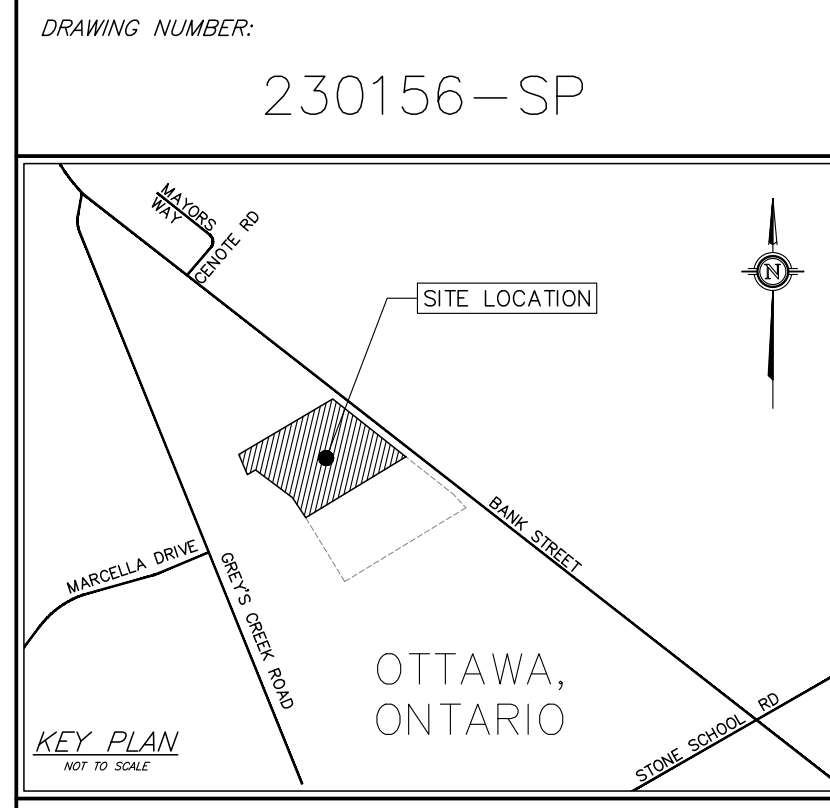 DRAWING NUMBER:
230156-SP
MAYORS
WAY
CENOTE RD
SITE LOCATION
N
BANK STREET
MARCELLA DRIVE
GREY'S CREEK ROAD
OTTAWA,
ONTARIO
STONE SCHOOL RD
KEY PLAN
NOT TO SCALE